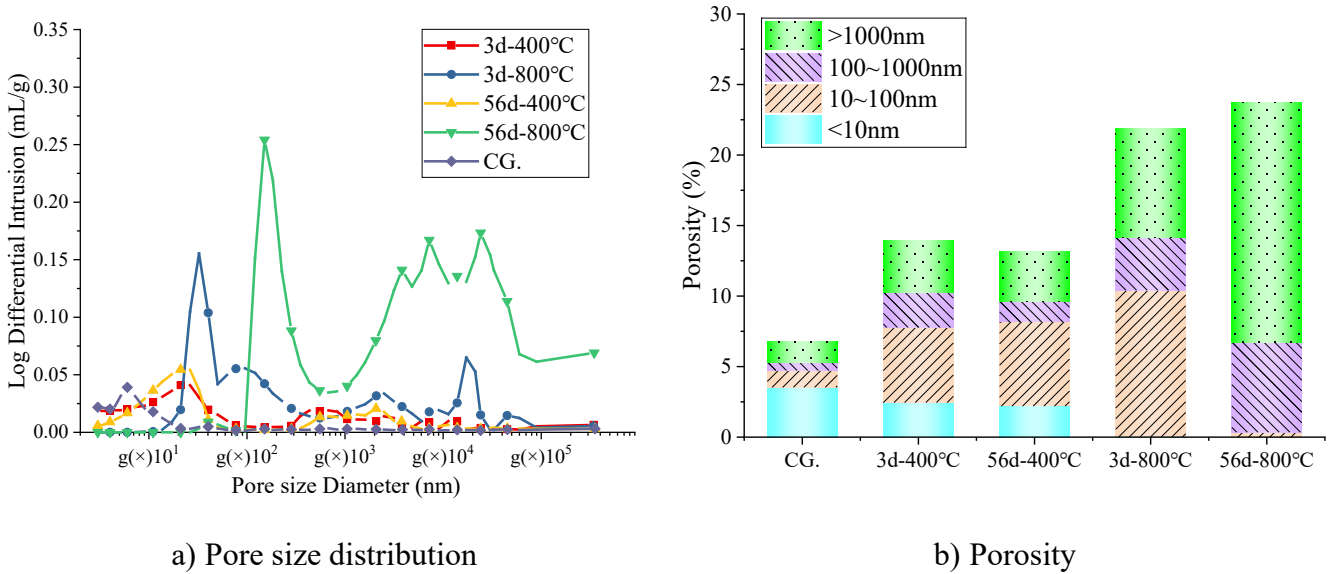 0.35
0.30
0.25
0.20
0.15
0.10
0.05
0.00
Log Differential Intrusion (mL/g)
3d-400℃
3d-800℃
56d-400℃
56d-800℃
CG.
g(×)10¹
g(×)10²
g(×)10³
g(×)10⁴
g(×)10⁵
Pore size Diameter (nm)
a) Pore size distribution
30
25
20
15
10
5
0
Porosity (%)
>1000nm
100~1000nm
10~100nm
<10nm
CG.
3d-400℃
56d-400℃
3d-800℃
56d-800℃
b) Porosity